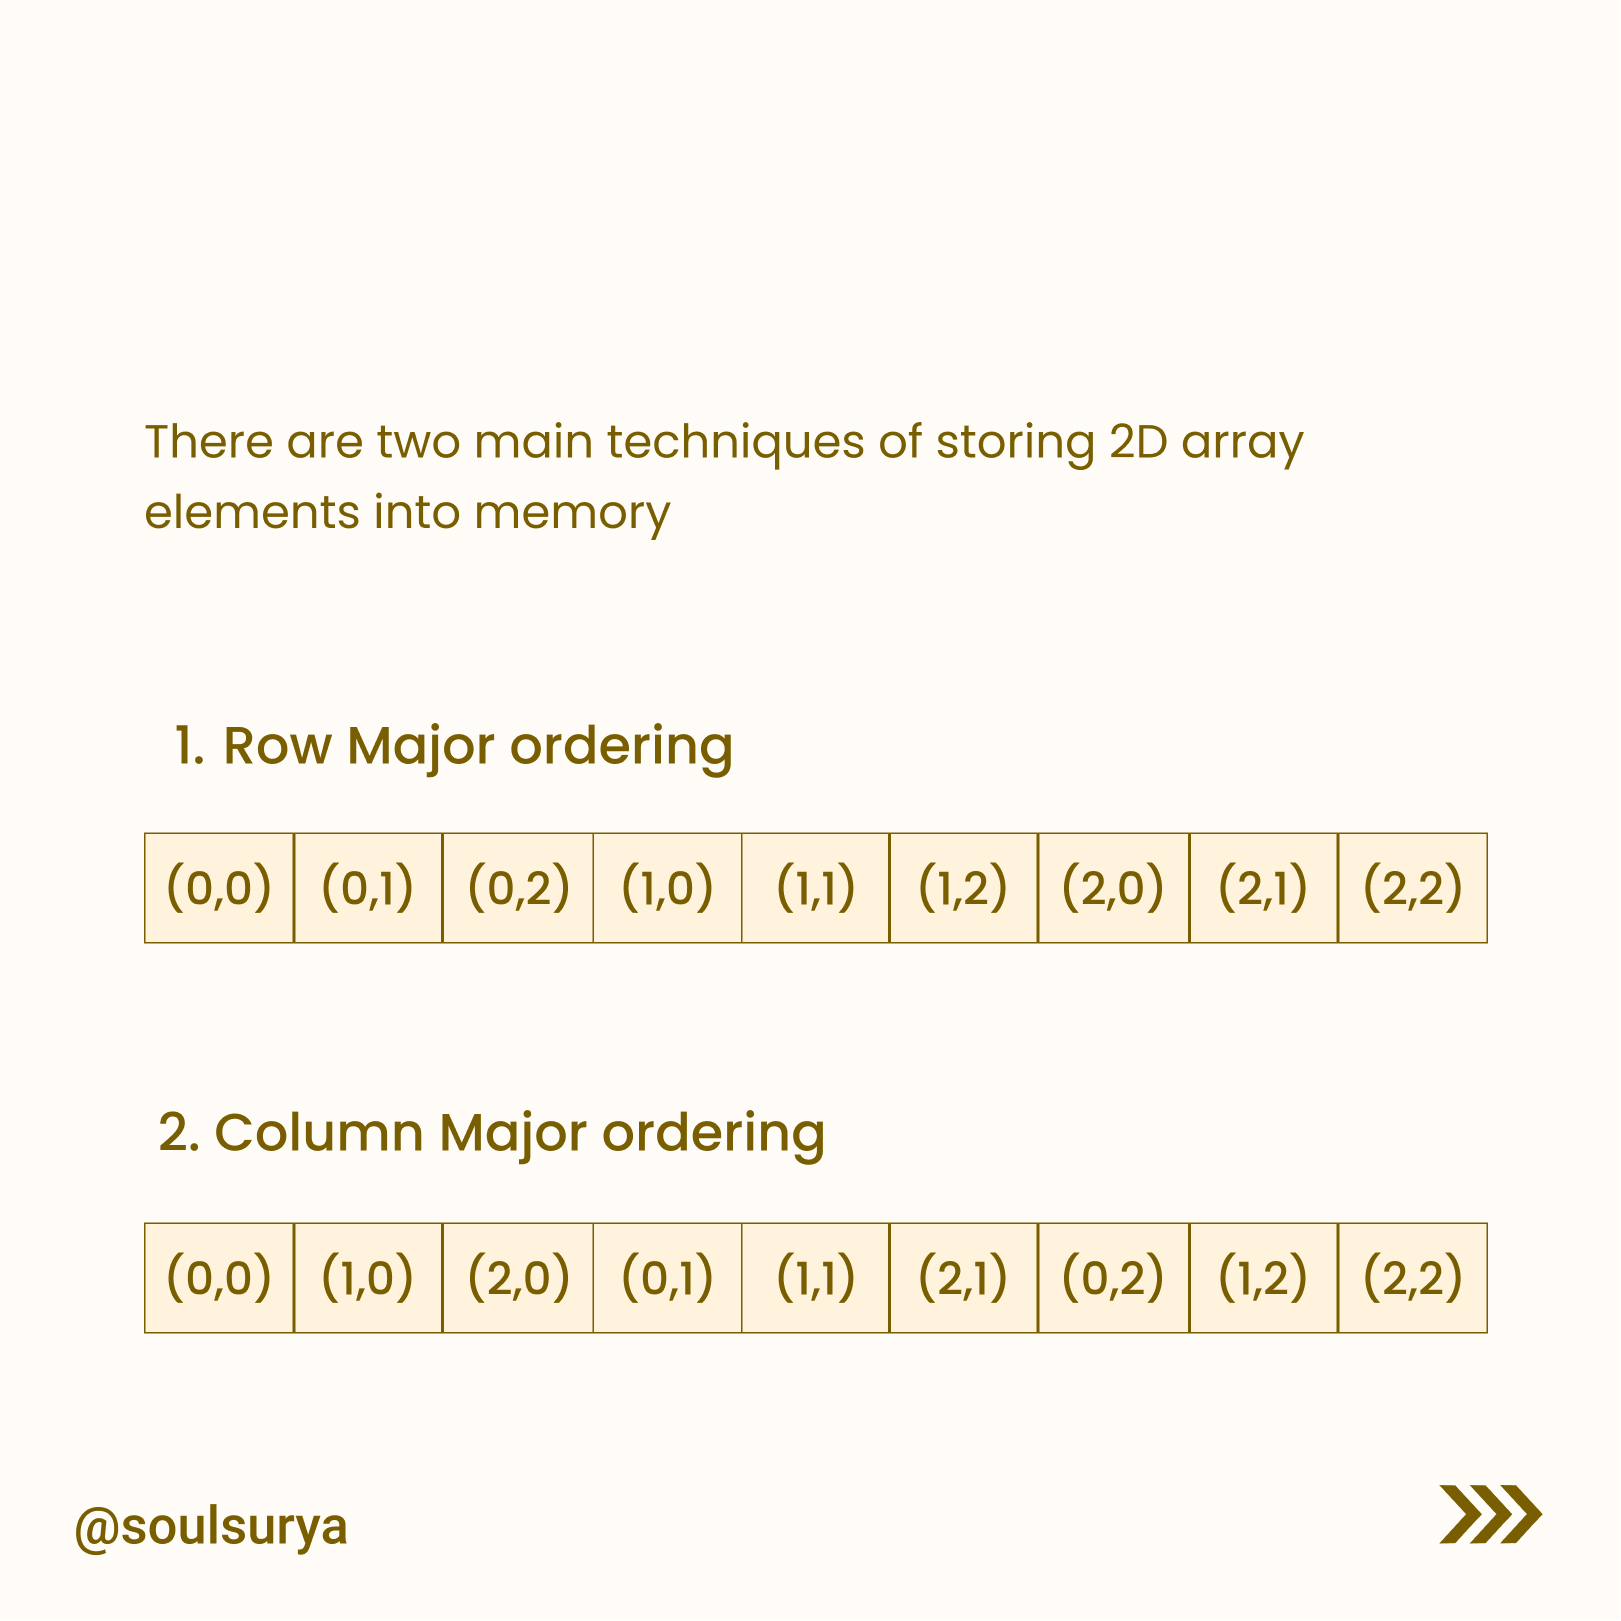 There are two main techniques of storing 2D array
elements into memory
1. Row Major ordering
(0,0) (0,1) (0,2) (1,0) (1,1) (1,2) (2,0) (2,1) (2,2)
2. Column Major ordering
(0,0) (1,0) (2,0) (0,1) (1,1) (2,1) (0,2) (1,2) (2,2)
@soulsurya